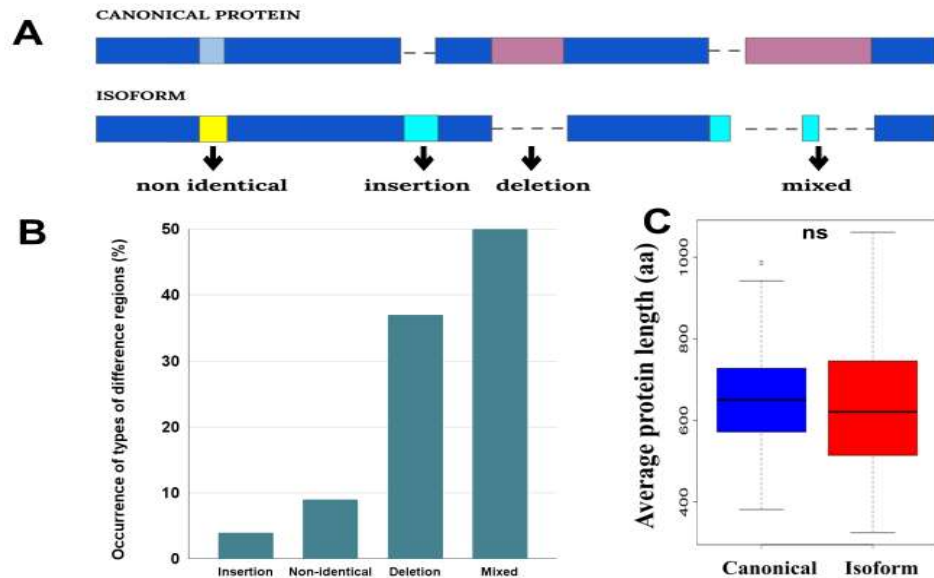 A
CANONICAL PROTEIN
ISOFORM
non identical insertion deletion mixed
B
Occurrence of types of difference regions (%)
50
40
30
20
10
0
Insertion Non-identical Deletion Mixed
C
ns
Average protein length (aa)
1000
800
600
400
Canonical Isoform